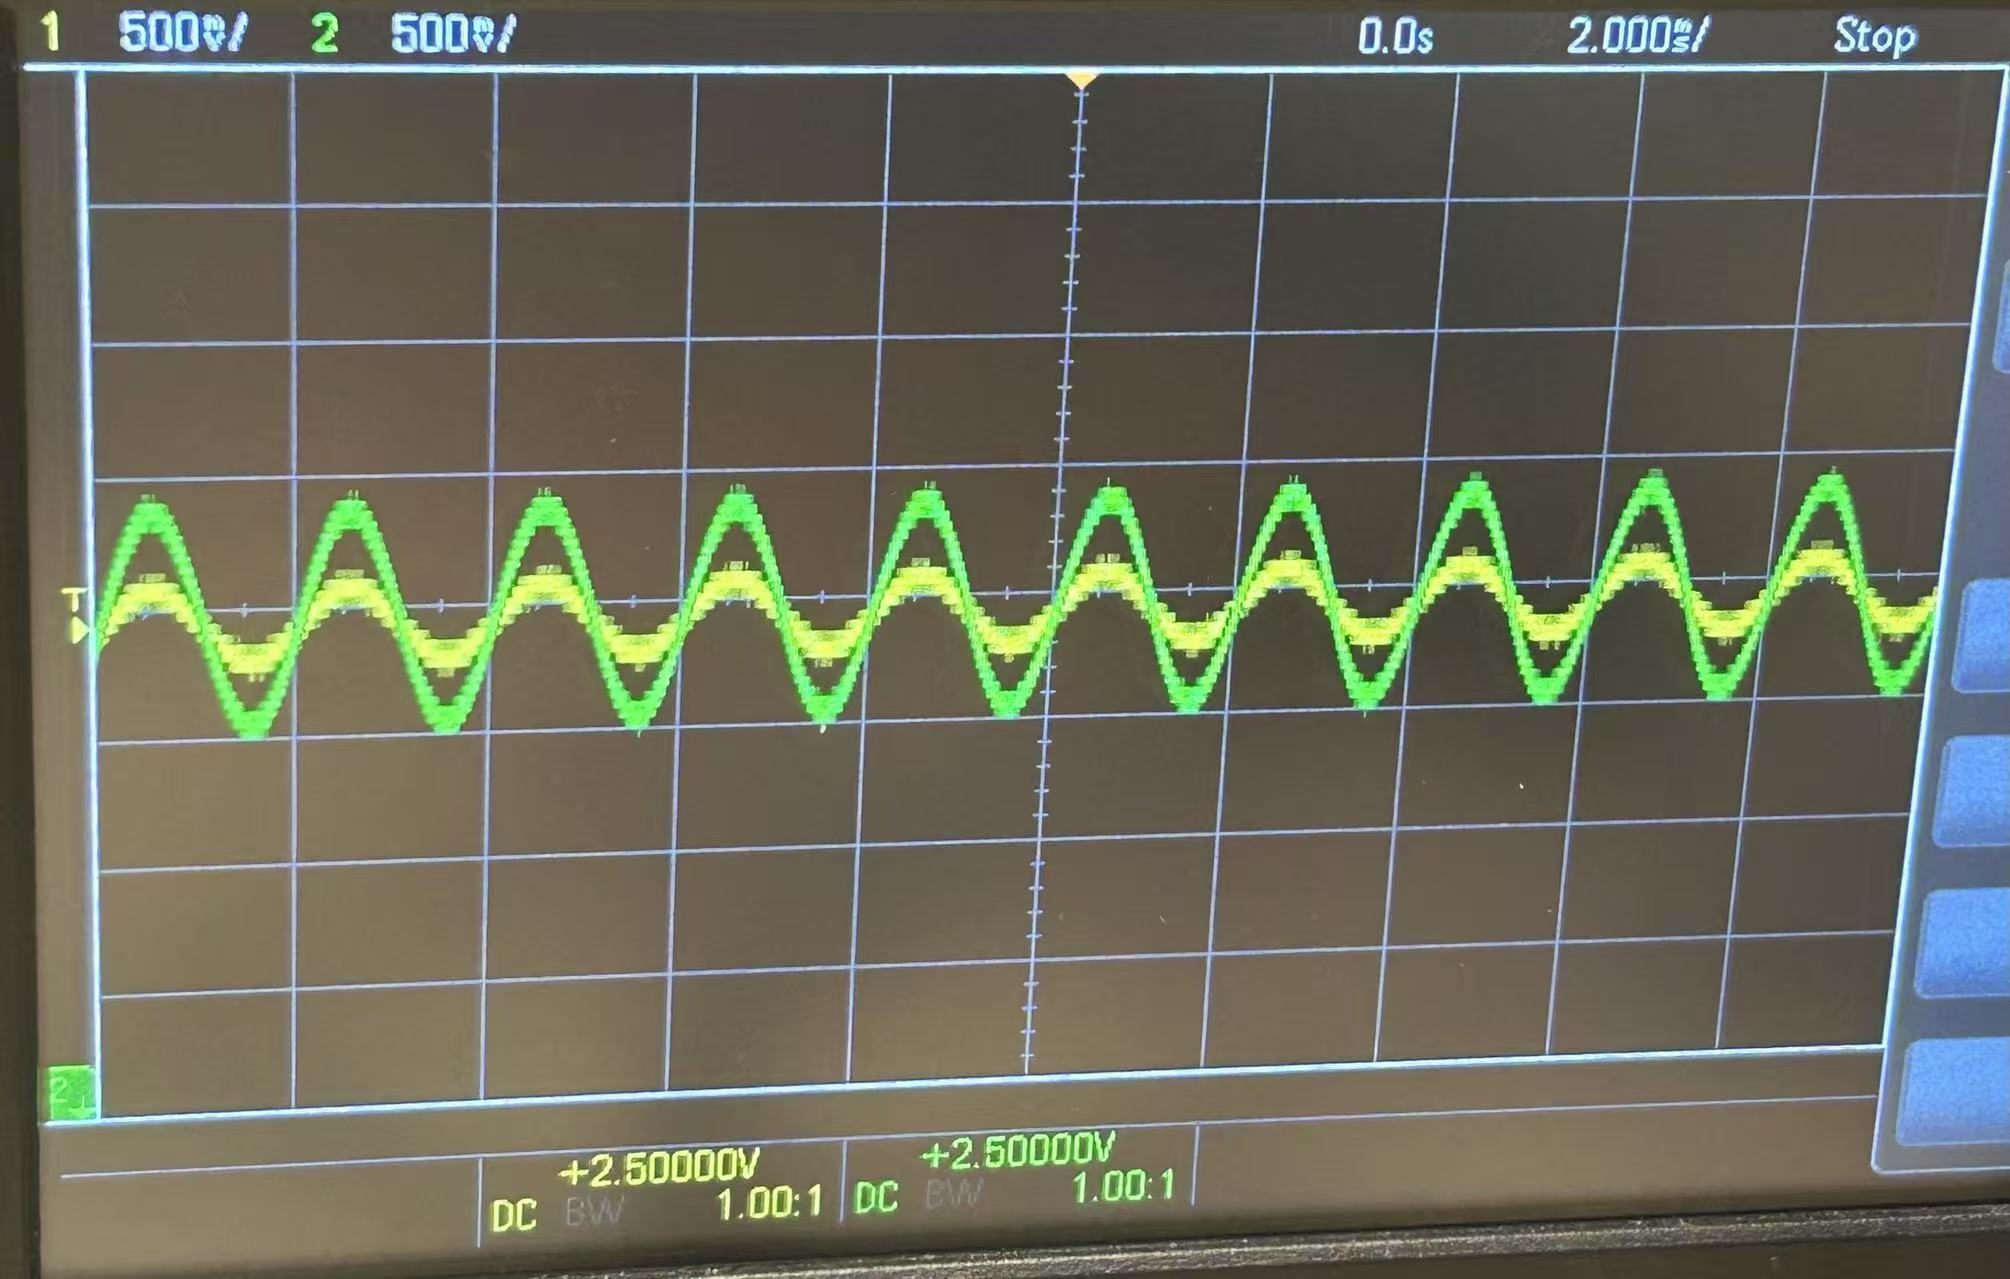 1 500mV/ 2 500mV/ 0.0s 2.000ms/ Stop
T
2
+2.50000V +2.50000V
DC BW 1.00:1 DC BW 1.00:1